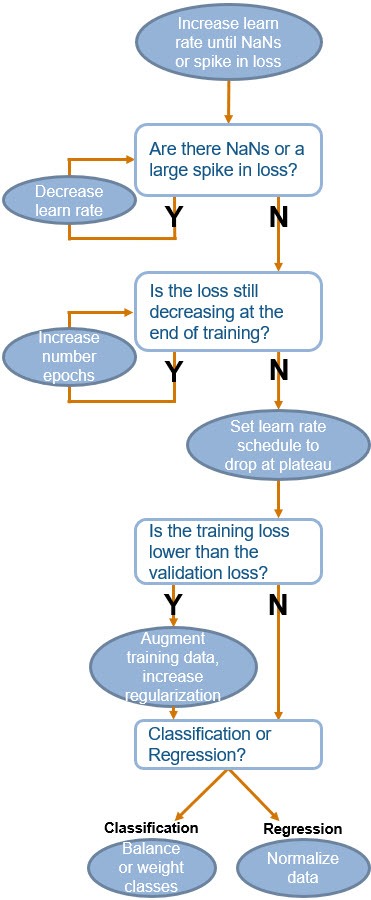 Increase learn
rate until NaNs
or spike in loss
Are there NaNs or a
large spike in loss?
Decrease
learn rate
Y
N
Is the loss still
decreasing at the
end of training?
Increase
number
epochs
Y
N
Set learn rate
schedule to
drop at plateau
Is the training loss
lower than the
validation loss?
Y
N
Augment
training data,
increase
regularization
Classification or
Regression?
Classification
Regression
Balance
or weight
classes
Normalize
data